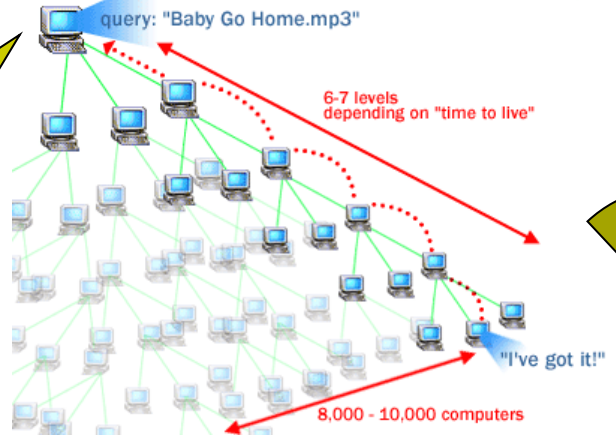 query: "Baby Go Home.mp3"
6-7 levels
depending on "time to live"
"I've got it!"
8,000 - 10,000 computers